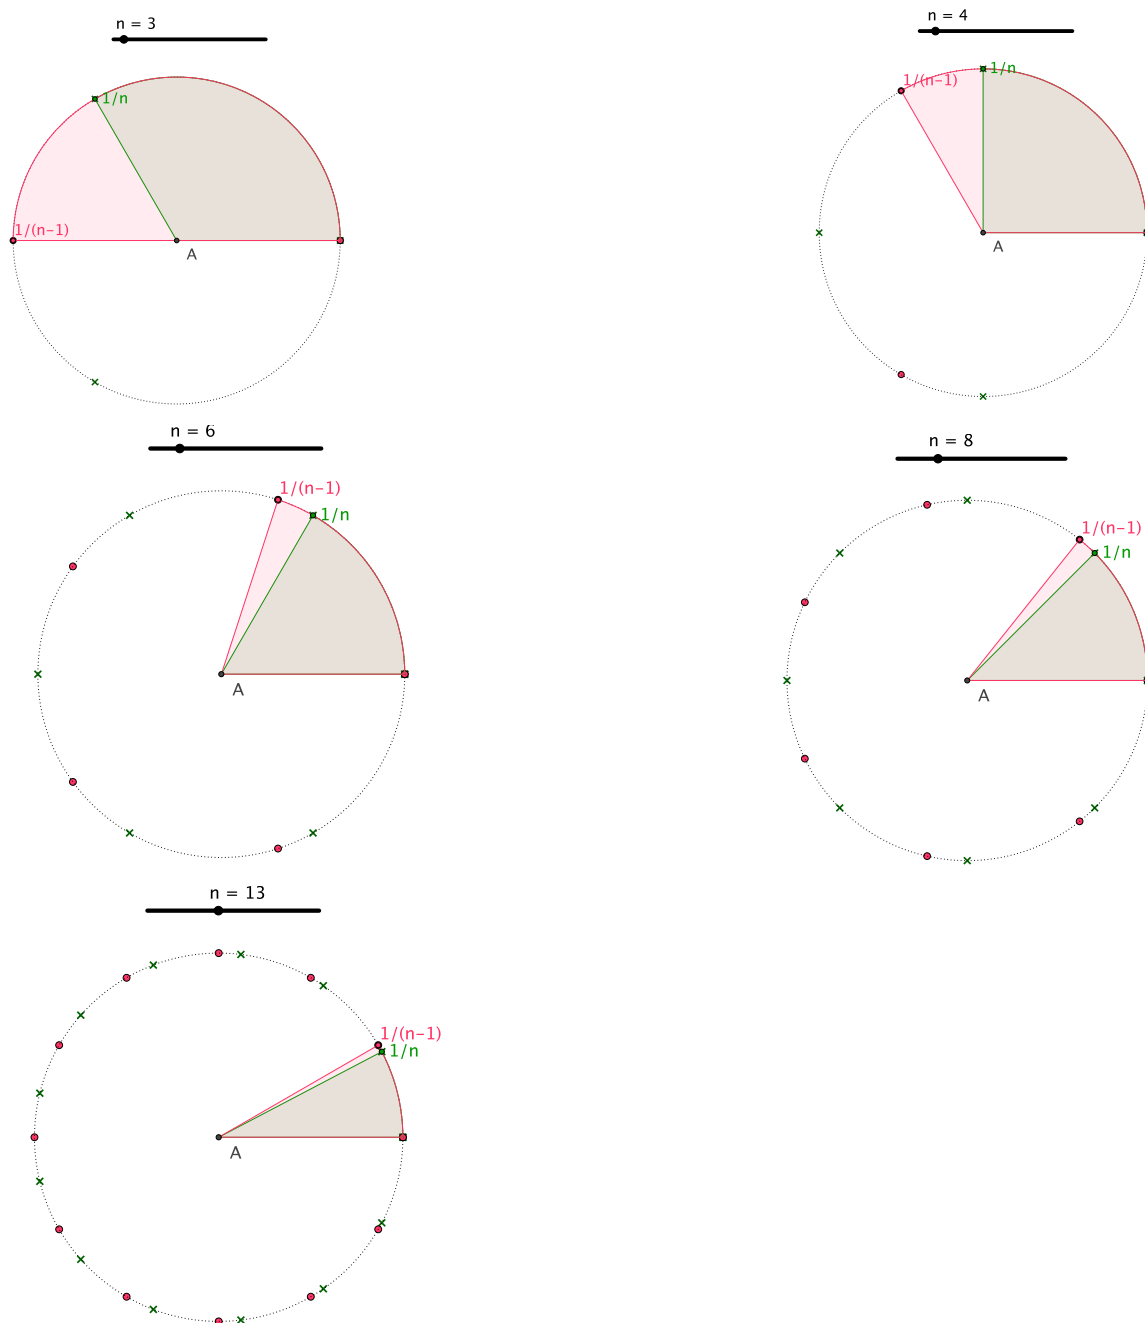 n = 3
1/n
1/(n-1)
A
n = 4
1/(n-1)
1/n
A
n = 6
1/(n-1)
1/n
A
n = 8
1/(n-1)
1/n
A
n = 13
1/(n-1)
1/n
A